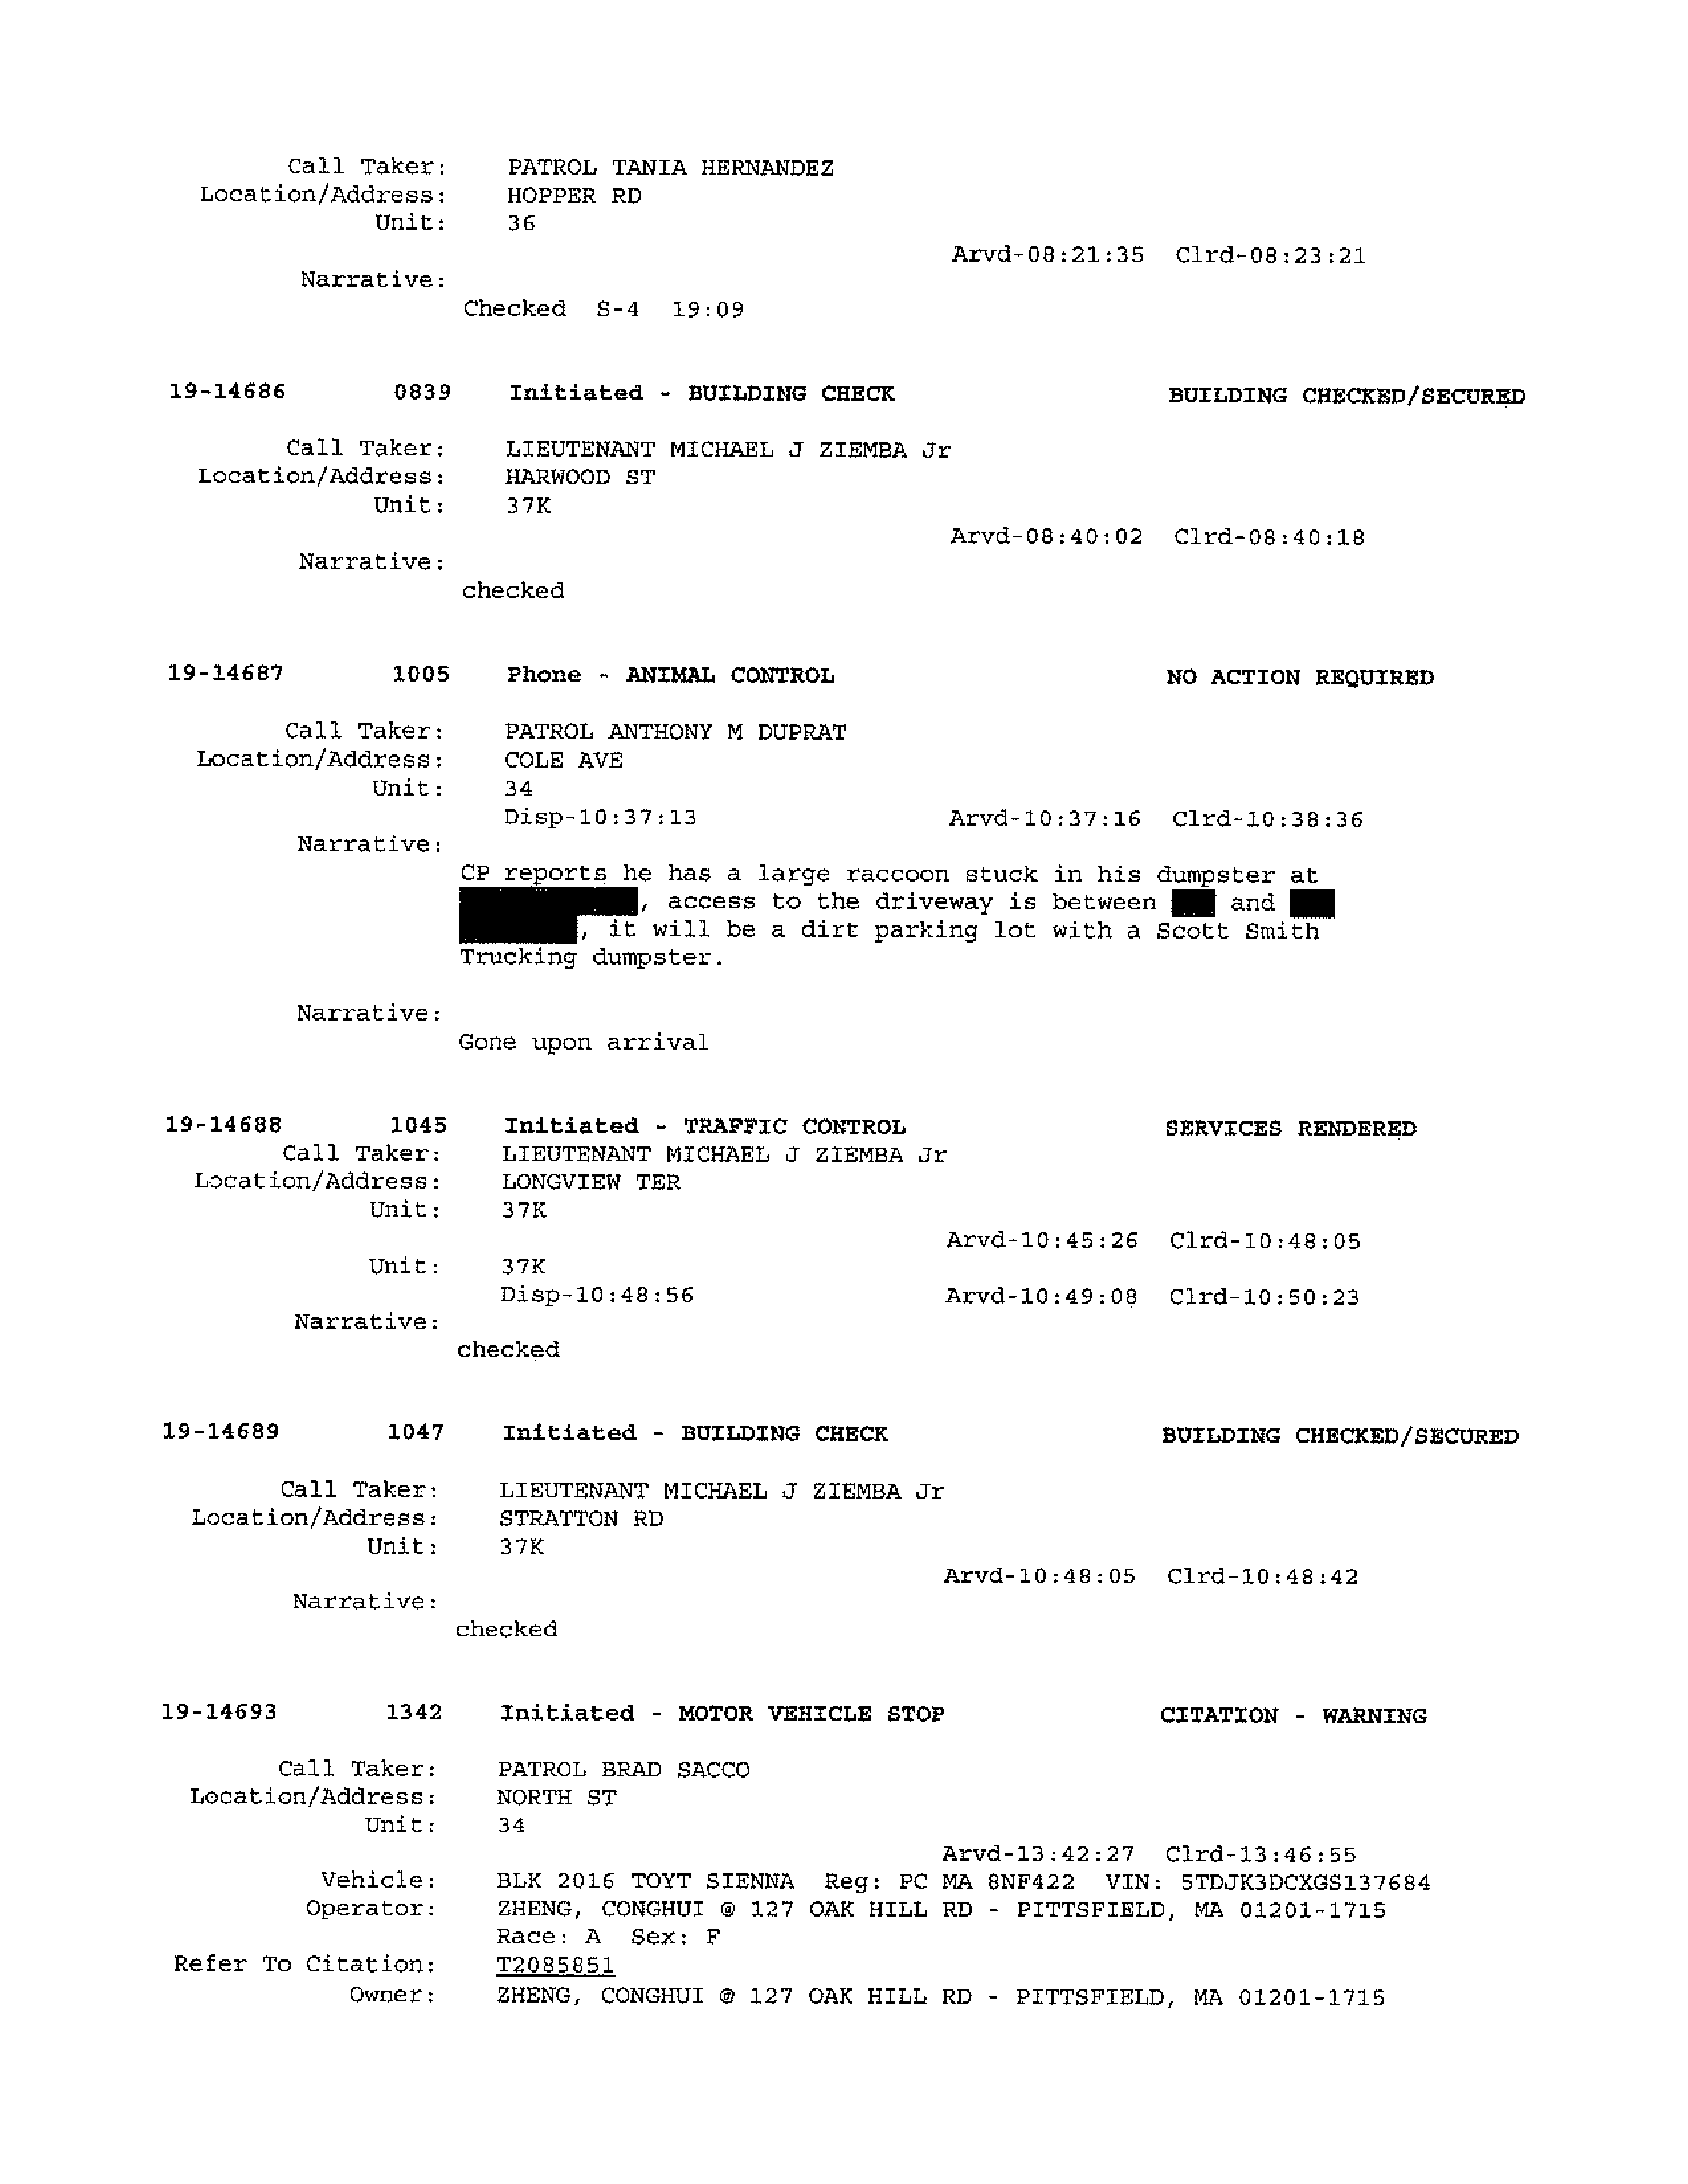 Call Taker: PATROL TANIA HERNANDEZ
Location/Address: HOPPER RD
Unit: 36
Arvd-08:21:35 Clrd-08:23:21
Narrative:
Checked S-4 19:09
19-14686 0839 Initiated - BUILDING CHECK BUILDING CHECKED/SECURED
Call Taker: LIEUTENANT MICHAEL J ZIEMBA Jr
Location/Address: HARWOOD ST
Unit: 37K
Arvd-08:40:02 Clrd-08:40:18
Narrative:
checked
19-14687 1005 Phone - ANIMAL CONTROL NO ACTION REQUIRED
Call Taker: PATROL ANTHONY M DUPRAT
Location/Address: COLE AVE
Unit: 34
Disp-10:37:13 Arvd-10:37:16 Clrd-10:38:36
Narrative:
CP reports he has a large raccoon stuck in his dumpster at
, access to the driveway is between and
, it will be a dirt parking lot with a Scott Smith
Trucking dumpster.
Narrative:
Gone upon arrival
19-14688 1045 Initiated - TRAFFIC CONTROL SERVICES RENDERED
Call Taker: LIEUTENANT MICHAEL J ZIEMBA Jr
Location/Address: LONGVIEW TER
Unit: 37K
Arvd-10:45:26 Clrd-10:48:05
Unit: 37K
Disp-10:48:56 Arvd-10:49:08 Clrd-10:50:23
Narrative:
checked
19-14689 1047 Initiated - BUILDING CHECK BUILDING CHECKED/SECURED
Call Taker: LIEUTENANT MICHAEL J ZIEMBA Jr
Location/Address: STRATTON RD
Unit: 37K
Arvd-10:48:05 Clrd-10:48:42
Narrative:
checked
19-14693 1342 Initiated - MOTOR VEHICLE STOP CITATION - WARNING
Call Taker: PATROL BRAD SACCO
Location/Address: NORTH ST
Unit: 34
Arvd-13:42:27 Clrd-13:46:55
Vehicle: BLK 2016 TOYT SIENNA Reg: PC MA 8NF422 VIN: 5TDJK3DCXGS137684
Operator: ZHENG, CONGHUI @ 127 OAK HILL RD - PITTSFIELD, MA 01201-1715
Race: A Sex: F
Refer To Citation: T2085851
Owner: ZHENG, CONGHUI @ 127 OAK HILL RD - PITTSFIELD, MA 01201-1715